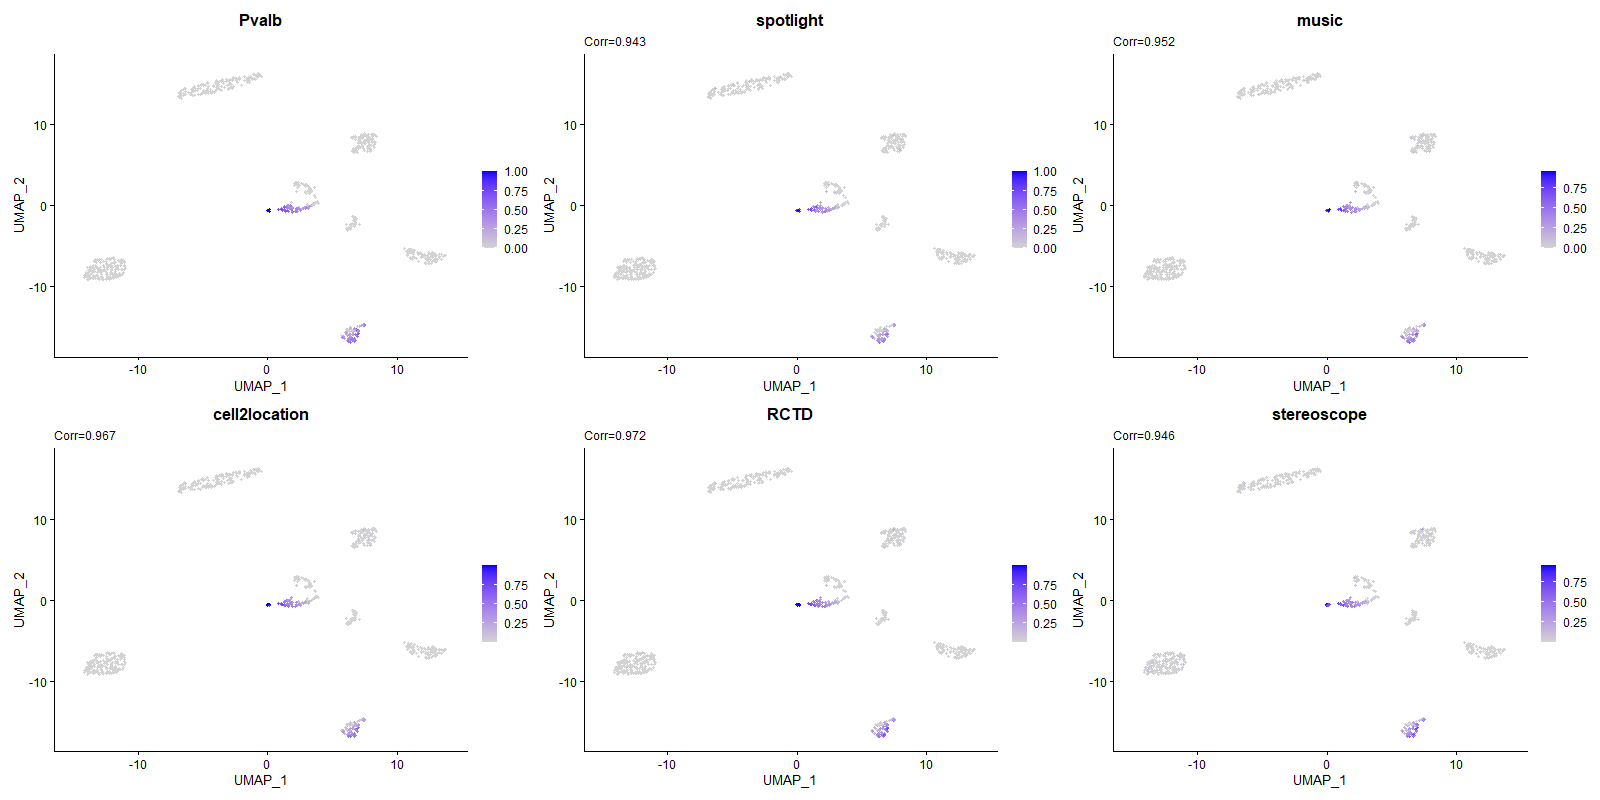 Pvalb
UMAP_2
10
0
-10
-10
0
10
UMAP_1
1.00
0.75
0.50
0.25
0.00
spotlight
Corr=0.943
UMAP_2
10
0
-10
-10
0
10
UMAP_1
1.00
0.75
0.50
0.25
0.00
music
Corr=0.952
UMAP_2
10
0
-10
-10
0
10
UMAP_1
0.75
0.50
0.25
0.00
cell2location
Corr=0.967
UMAP_2
10
0
-10
-10
0
10
UMAP_1
0.75
0.50
0.25
RCTD
Corr=0.972
UMAP_2
10
0
-10
-10
0
10
UMAP_1
0.75
0.50
0.25
stereoscope
Corr=0.946
UMAP_2
10
0
-10
-10
0
10
UMAP_1
0.75
0.50
0.25